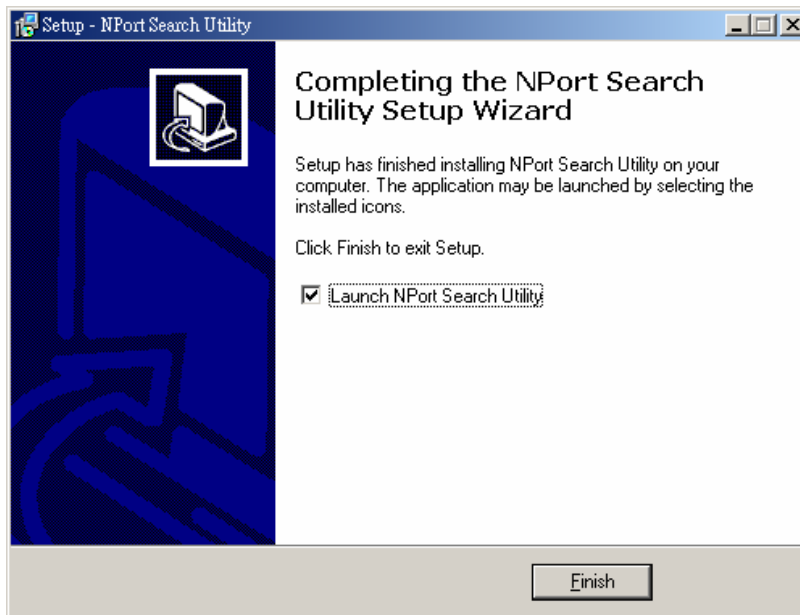 Setup - NPort Search Utility
Completing the NPort Search
Utility Setup Wizard
Setup has finished installing NPort Search Utility on your
computer. The application may be launched by selecting the
installed icons.
Click Finish to exit Setup.
Launch NPort Search Utility
Finish